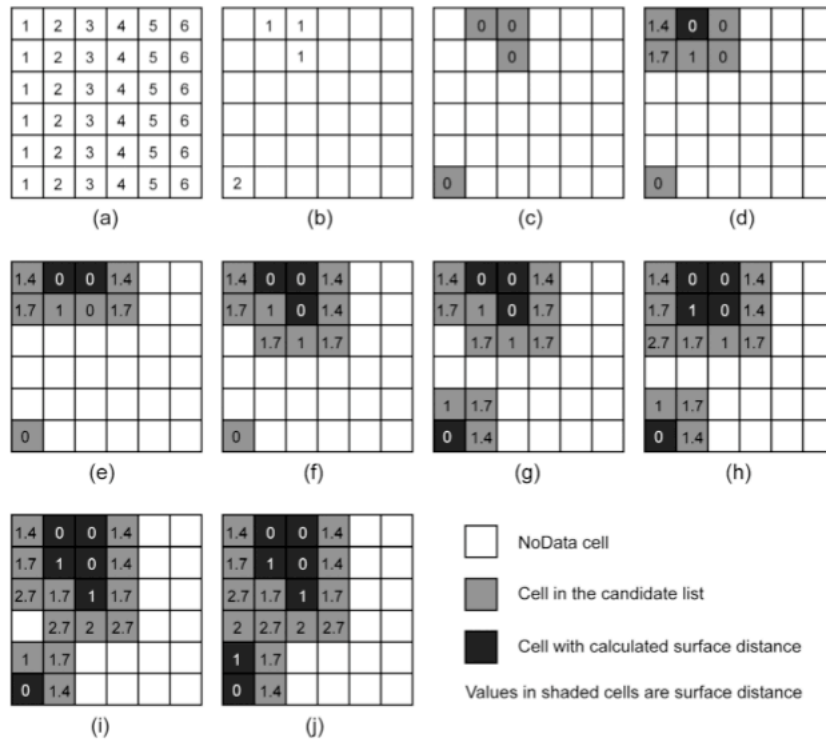 1 2 3 4 5 6
1 2 3 4 5 6
1 2 3 4 5 6
1 2 3 4 5 6
1 2 3 4 5 6
1 2 3 4 5 6
(a)
1 1
1
2
(b)
0 0
0
0
(c)
1.4 0 0
1.7 1 0
0
(d)
1.4 0 0 1.4
1.7 1 0 1.7
0
(e)
1.4 0 0 1.4
1.7 1 0 1.4
1.7 1 1.7
0
(f)
1.4 0 0 1.4
1.7 1 0 1.7
1.7 1 1.7
1 1.7
0 1.4
(g)
1.4 0 0 1.4
1.7 1 0 1.4
2.7 1.7 1 1.7
1 1.7
0 1.4
(h)
1.4 0 0 1.4
1.7 1 0 1.4
2.7 1.7 1 1.7
2.7 2 2.7
1 1.7
0 1.4
(i)
1.4 0 0 1.4
1.7 1 0 1.4
2.7 1.7 1 1.7
2 2.7 2 2.7
1 1.7
0 1.4
(j)
NoData cell
Cell in the candidate list
Cell with calculated surface distance
Values in shaded cells are surface distance